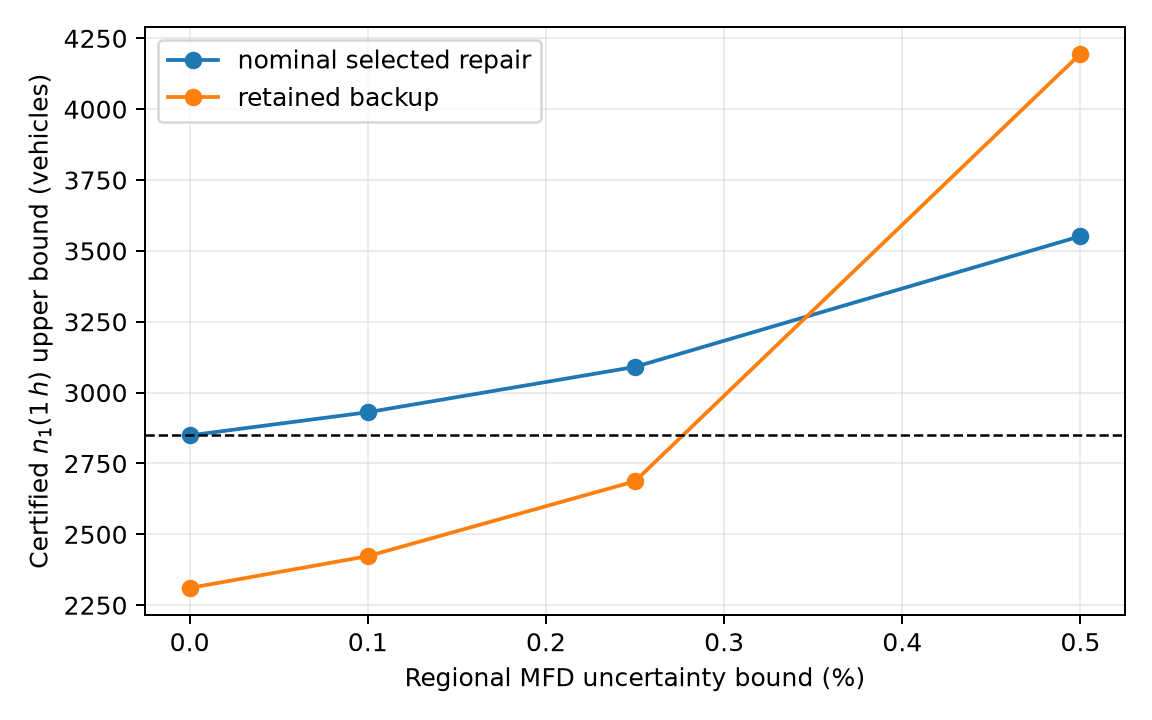 nominal selected repair
retained backup
4250
4000
3750
3500
3250
3000
2750
2500
2250
Certified n₁(1 h) upper bound (vehicles)
0.0 0.1 0.2 0.3 0.4 0.5
Regional MFD uncertainty bound (%)